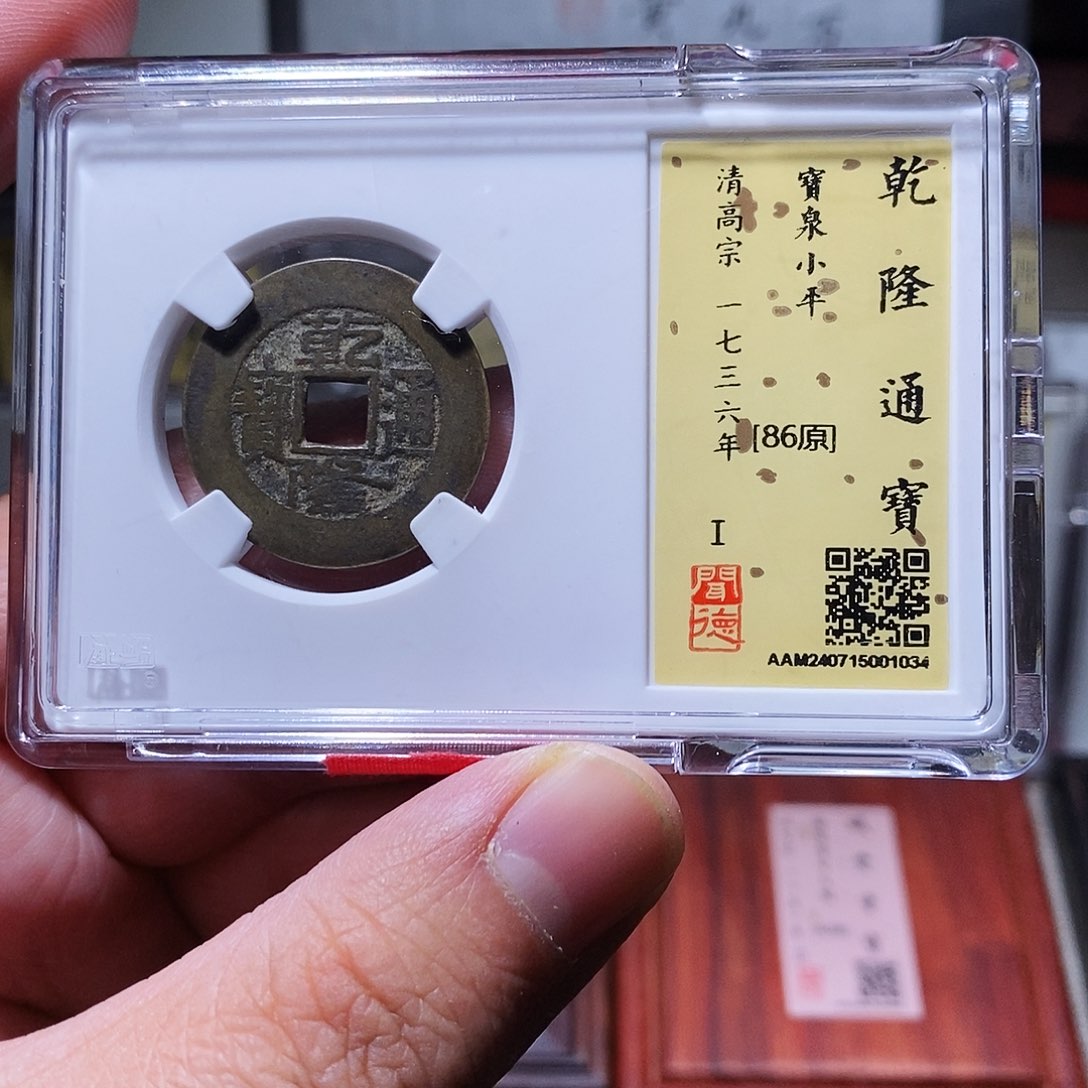 乾隆通寶
乾隆通寶
寶泉小平
[86原]
清高宗 一七三六年 I
聞德
AAM240715001034